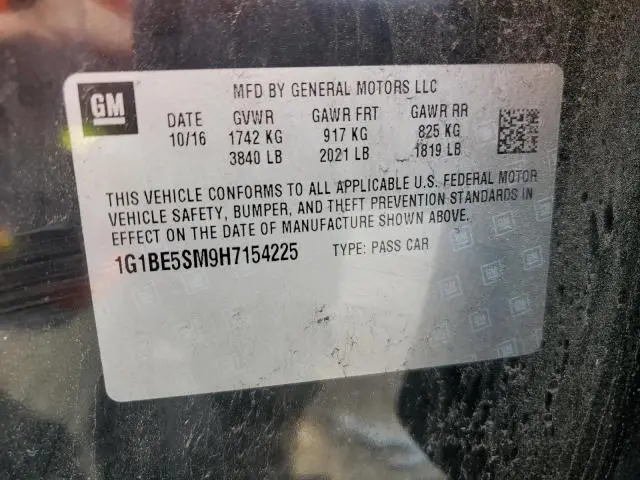 GM
MFD BY GENERAL MOTORS LLC
DATE GVWR GAWR FRT GAWR RR
10/16 1742 KG 917 KG 825 KG
3840 LB 2021 LB 1819 LB
THIS VEHICLE CONFORMS TO ALL APPLICABLE U.S. FEDERAL MOTOR
VEHICLE SAFETY, BUMPER, AND THEFT PREVENTION STANDARDS IN
EFFECT ON THE DATE OF MANUFACTURE SHOWN ABOVE.
1G1BE5SM9H7154225 TYPE: PASS CAR